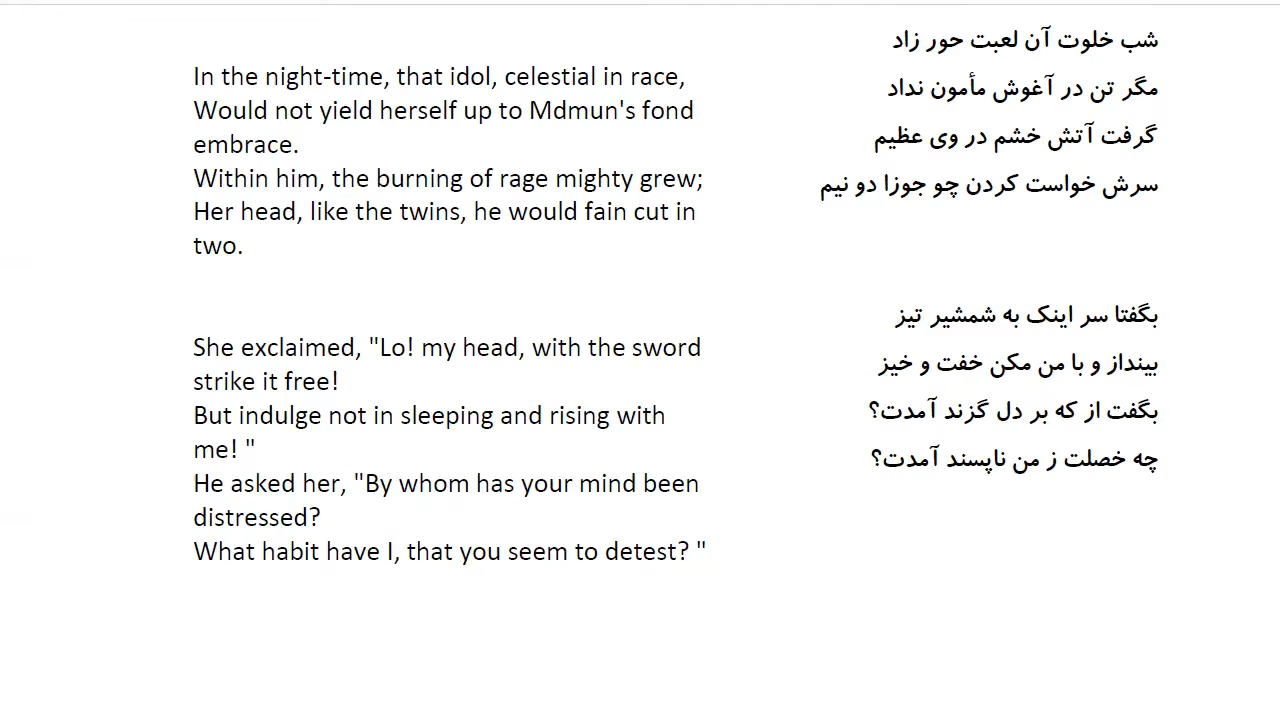 In the night-time, that idol, celestial in race,
Would not yield herself up to Mdmun's fond
embrace.
Within him, the burning of rage mighty grew;
Her head, like the twins, he would fain cut in
two.
She exclaimed, "Lo! my head, with the sword
strike it free!
But indulge not in sleeping and rising with
me! "
He asked her, "By whom has your mind been
distressed?
What habit have I, that you seem to detest? "
شب خلوت آن لعبت حور زاد
مگر تن در آغوش مأمون نداد
گرفت آتش خشم در وی عظیم
سرش خواست کردن چو جوزا دو نیم
بگفتا سر اینک به شمشیر تیز
بینداز و با من مکن خفت و خیز
بگفت از که بر دل گزند آمدت؟
چه خصلت ز من ناپسند آمدت؟